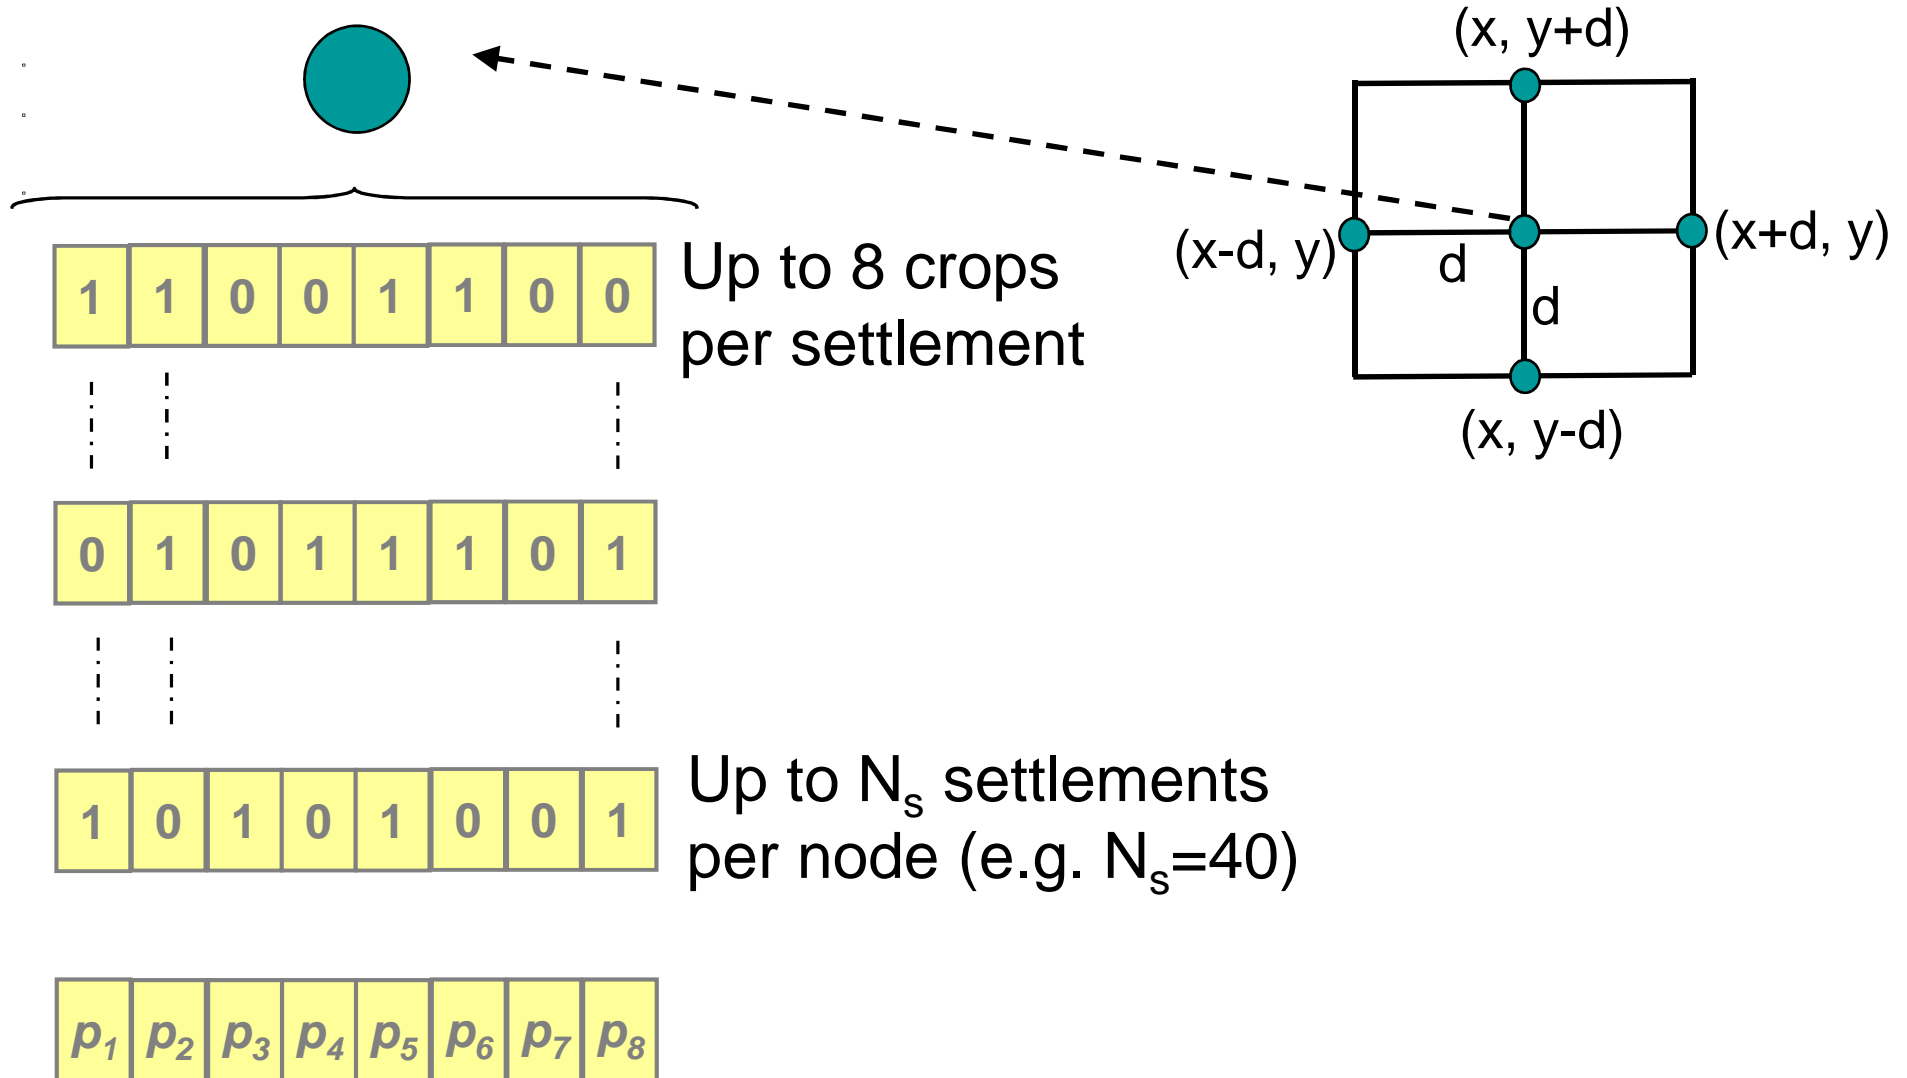 (x, y+d)
(x-d, y)
(x+d, y)
d
d
(x, y-d)
1 1 0 0 1 1 0 0
Up to 8 crops
per settlement
0 1 0 1 1 1 0 1
1 0 1 0 1 0 0 1
Up to Ns settlements
per node (e.g. Ns=40)
p1 p2 p3 p4 p5 p6 p7 p8